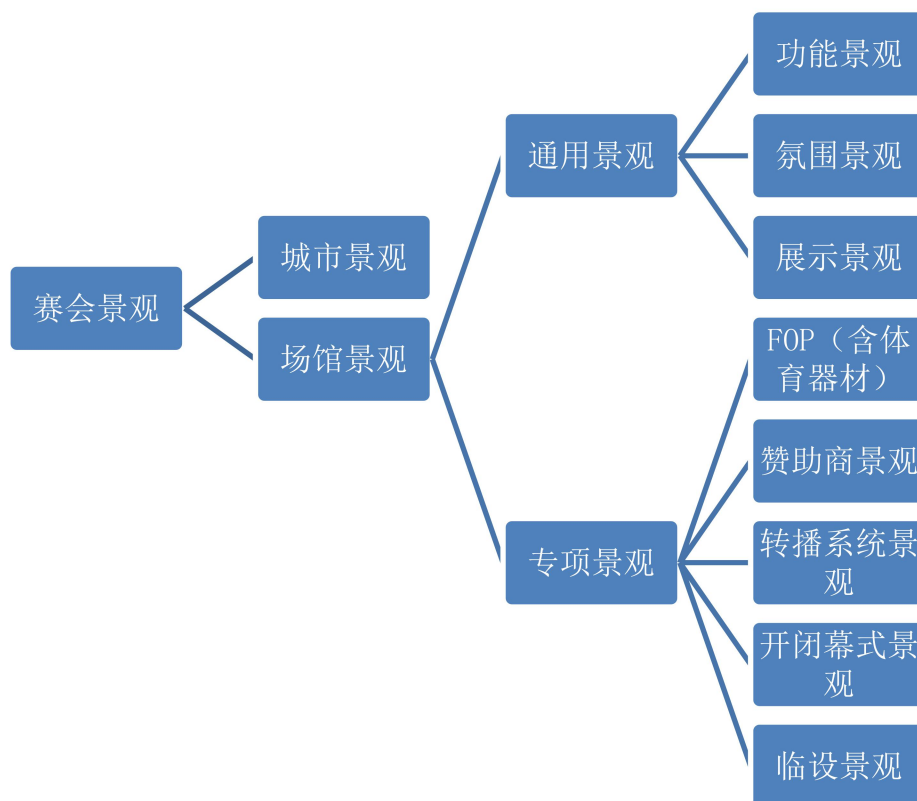 赛会景观
城市景观
场馆景观
通用景观
专项景观
功能景观
氛围景观
展示景观
FOP（含体
育器材）
赞助商景观
转播系统景
观
开闭幕式景
观
临设景观